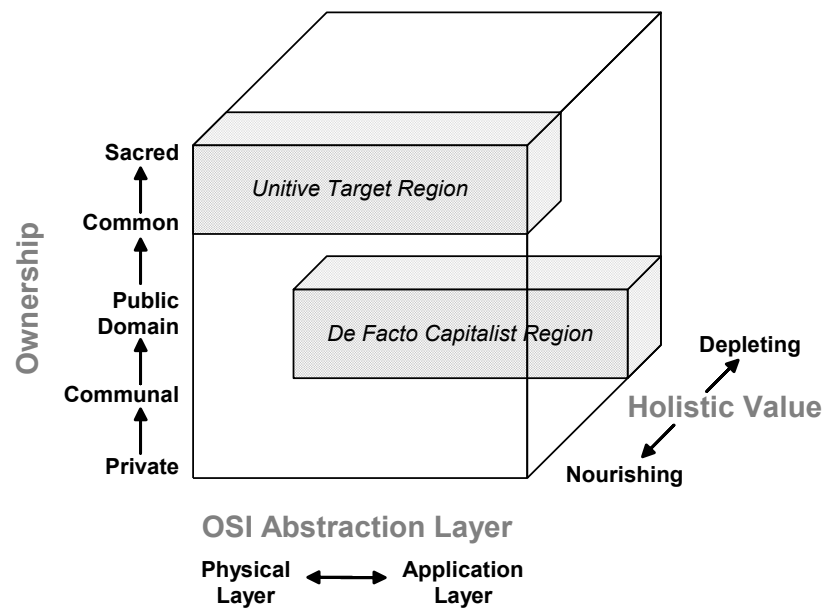 Sacred
Unitive Target Region
Common
Ownership
Public
Domain
De Facto Capitalist Region
Depleting
Communal
Holistic Value
Private
Nourishing
OSI Abstraction Layer
Physical
Layer
Application
Layer